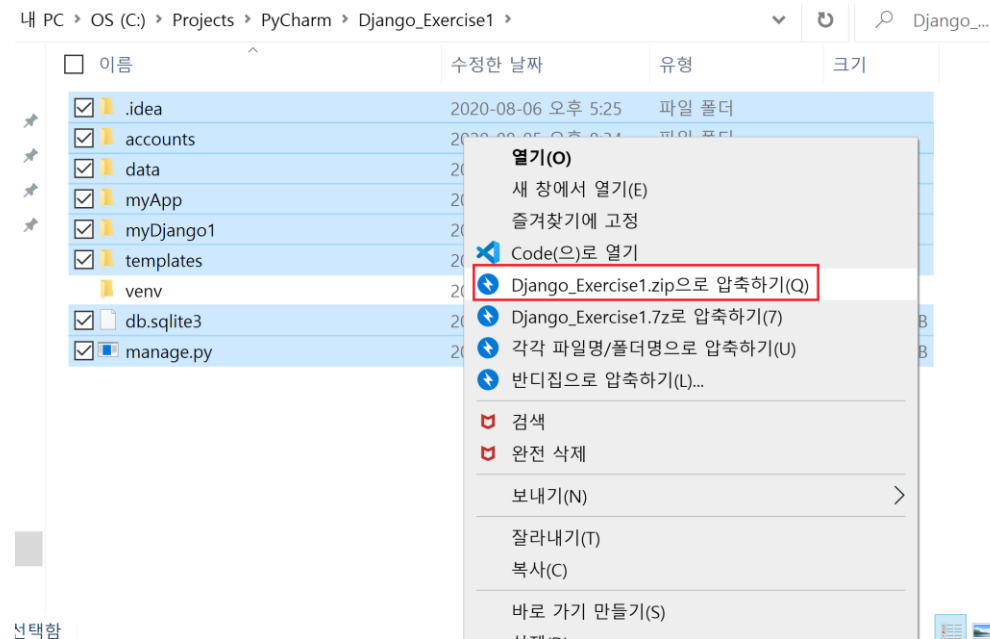 내 PC > OS (C:) > Projects > PyCharm > Django_Exercise1 >
Django_...
이름 수정한 날짜 유형 크기
.idea 2020-08-06 오후 5:25 파일 폴더
accounts
data
myApp
myDjango1
templates
venv
db.sqlite3
manage.py
열기(O)
새 창에서 열기(E)
즐겨찾기에 고정
Code(으)로 열기
Django_Exercise1.zip으로 압축하기(Q)
Django_Exercise1.7z로 압축하기(7)
각각 파일명/폴더명으로 압축하기(U)
반디집으로 압축하기(L)...
검색
완전 삭제
보내기(N)
잘라내기(T)
복사(C)
바로 가기 만들기(S)
선택함